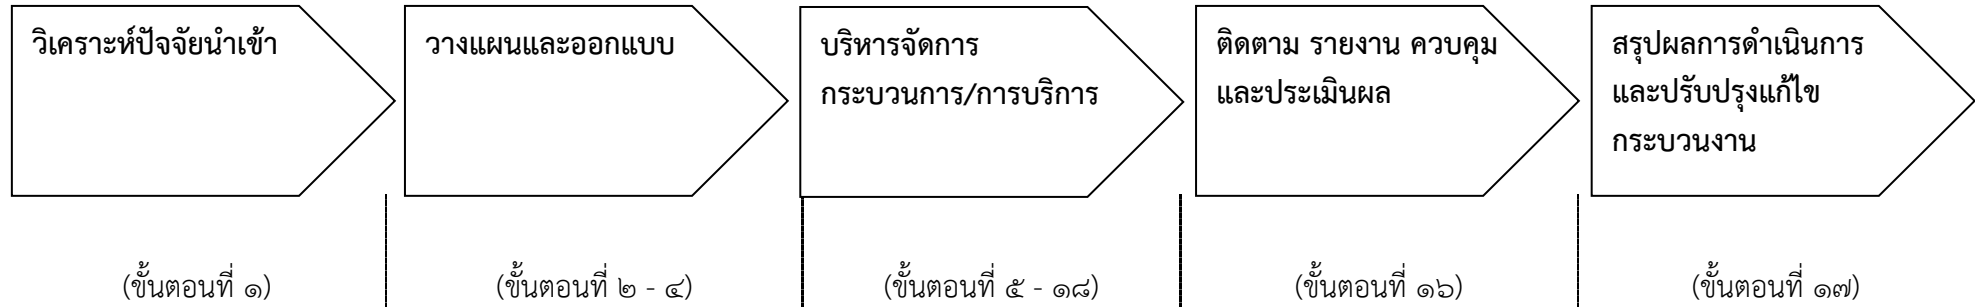 วิเคราะห์ปัจจัยนำเข้า
วางแผนและออกแบบ
บริหารจัดการ
กระบวนการ/การบริการ
ติดตาม รายงาน ควบคุม
และประเมินผล
สรุปผลการดำเนินการ
และปรับปรุงแก้ไข
กระบวนงาน
(ขั้นตอนที่ ๑)
(ขั้นตอนที่ ๒ - ๔)
(ขั้นตอนที่ ๕ - ๑๘)
(ขั้นตอนที่ ๑๖)
(ขั้นตอนที่ ๑๗)